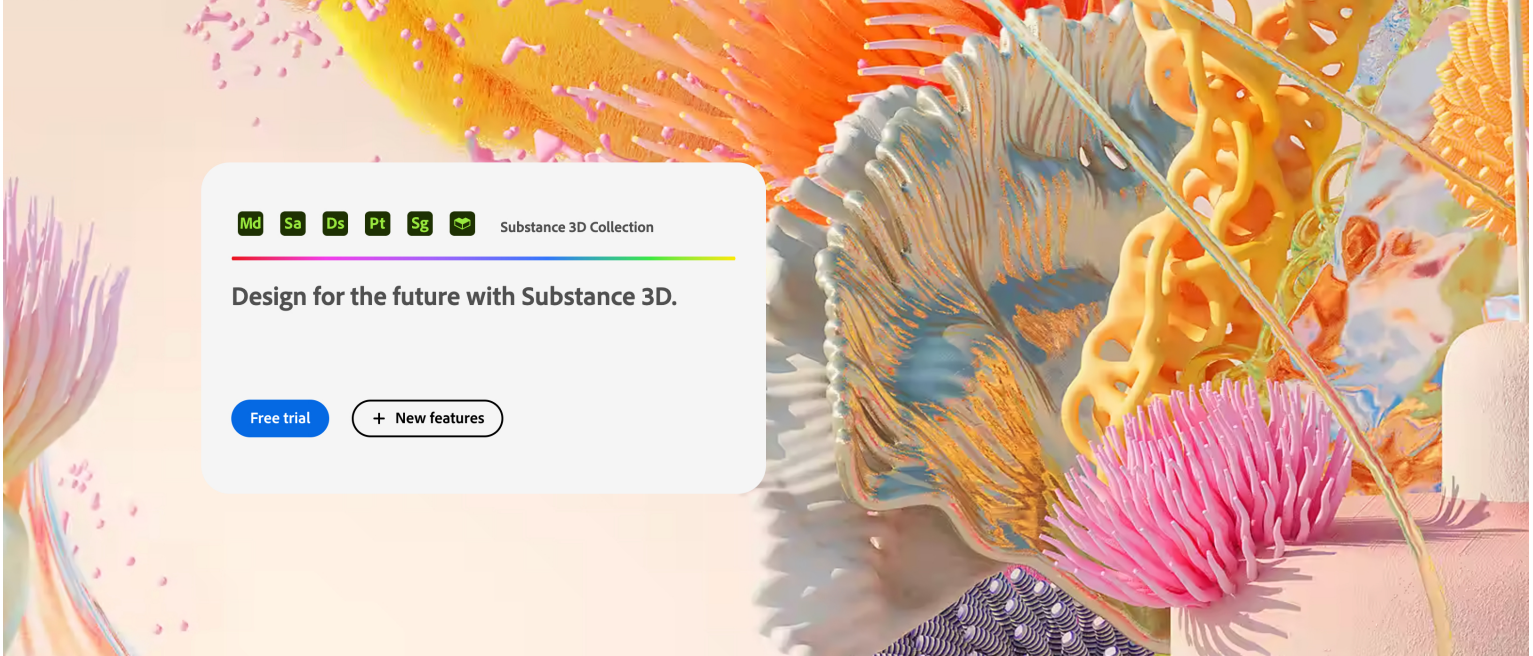 Md Sa Ds Pt Sg Substance 3D Collection
Design for the future with Substance 3D.
Free trial + New features